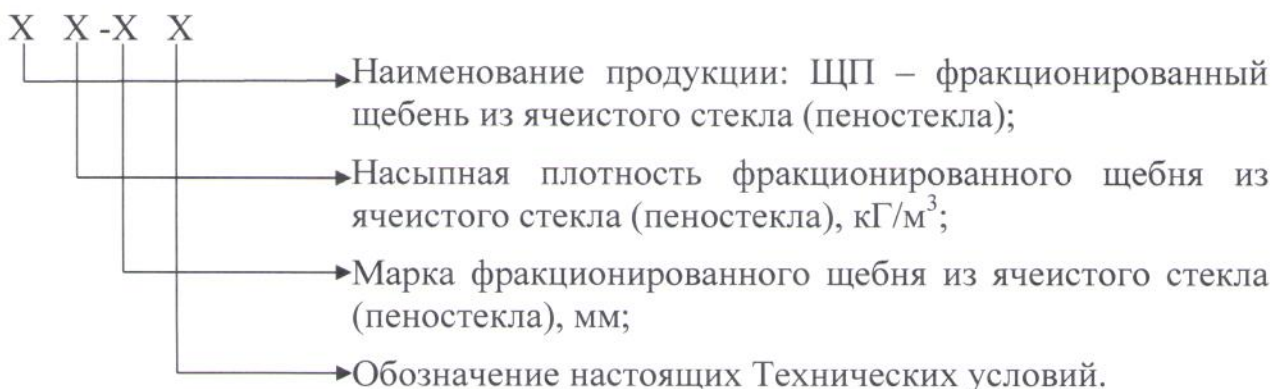 X X -X X
Наименование продукции: ЩП – фракционированный
щебень из ячеистого стекла (пеностекла);
Насыпная плотность фракционированного щебня из
ячеистого стекла (пеностекла), кГ/м³;
Марка фракционированного щебня из ячеистого стекла
(пеностекла), мм;
Обозначение настоящих Технических условий.